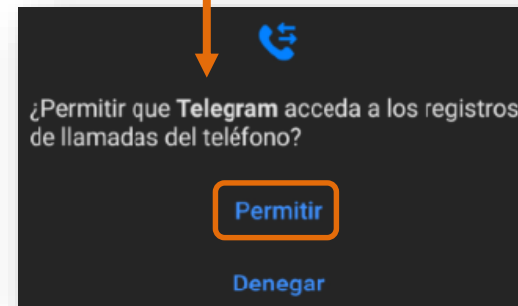 ¿Permitir que Telegram acceda a los registros
de llamadas del teléfono?
Permitir
Denegar